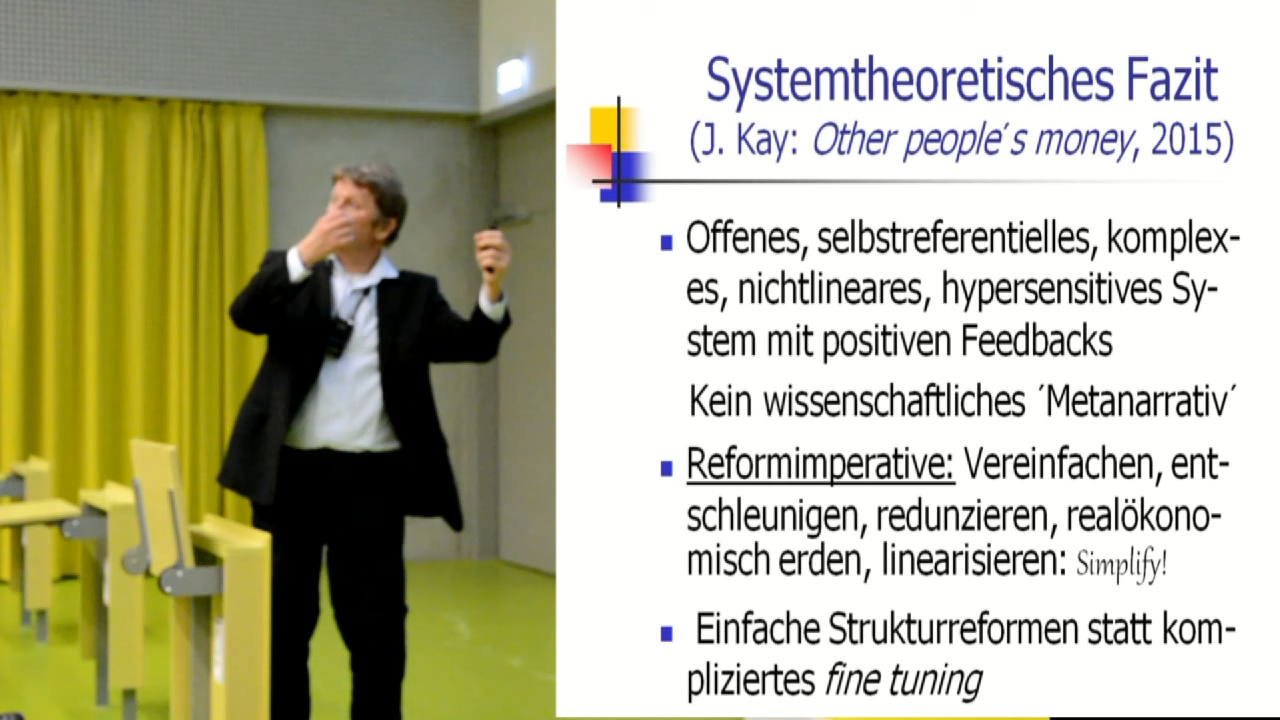 Systemtheoretisches Fazit
(J. Kay: Other people´s money, 2015)
Offenes, selbstreferentielles, komplex-
es, nichtlineares, hypersensitives Sy-
stem mit positiven Feedbacks
Kein wissenschaftliches ´Metanarrativ´
Reformimperative: Vereinfachen, ent-
schleunigen, redunzieren, realökono-
misch erden, linearisieren: Simplify!
Einfache Strukturreformen statt kom-
pliziertes fine tuning